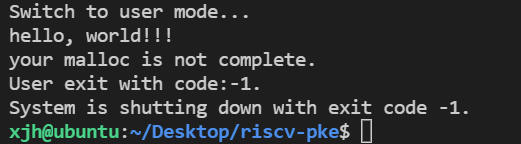 Switch to user mode...
hello, world!!!
your malloc is not complete.
User exit with code:-1.
System is shutting down with exit code -1.
xjh@ubuntu:~/Desktop/riscv-pke$